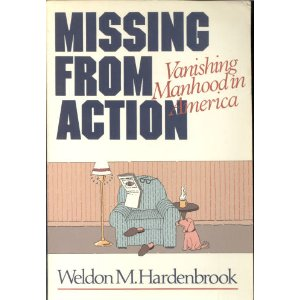 MISSING
FROM
ACTION
Vanishing
Manhood in
America
Weldon M. Hardenbrook